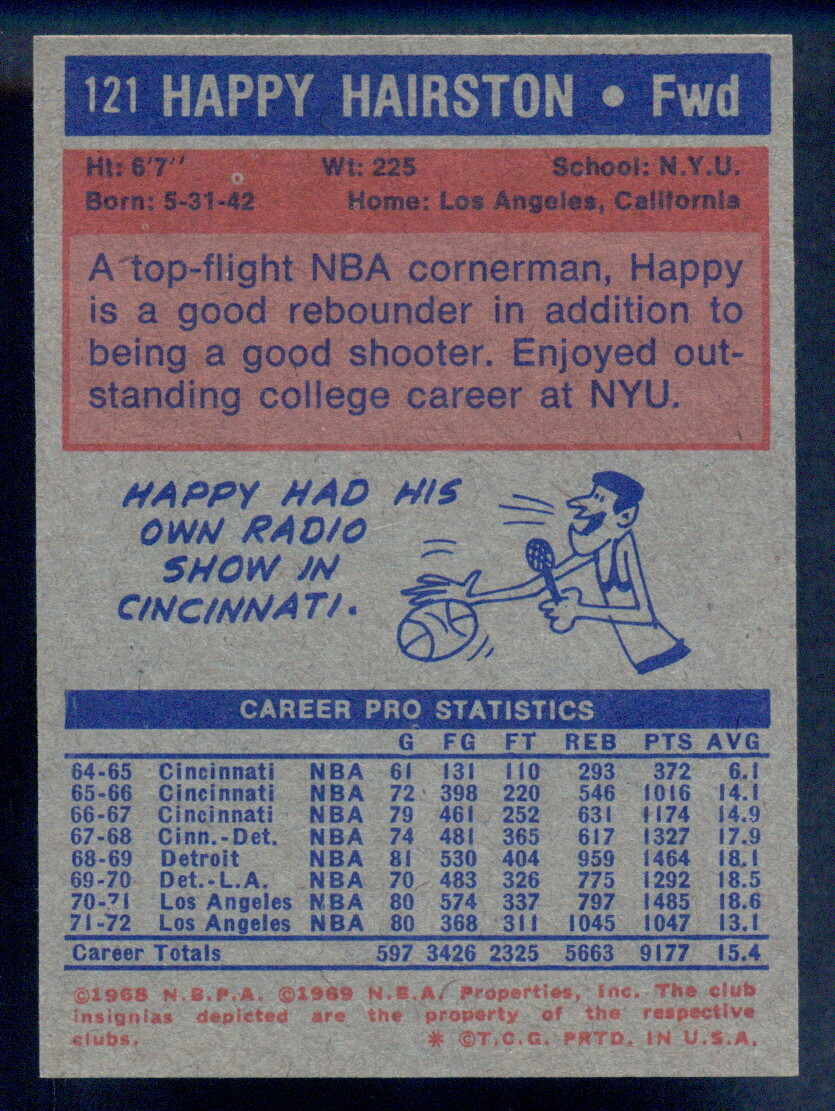 121 HAPPY HAIRSTON • Fwd
Ht: 6'7'' Wt: 225 School: N.Y.U.
Born: 5-31-42 Home: Los Angeles, California
A top-flight NBA cornerman, Happy
is a good rebounder in addition to
being a good shooter. Enjoyed out-
standing college career at NYU.
HAPPY HAD HIS
OWN RADIO
SHOW IN
CINCINNATI.
CAREER PRO STATISTICS
G FG FT REB PTS AVG
64-65 Cincinnati NBA 61 131 110 293 372 6.1
65-66 Cincinnati NBA 72 398 220 546 1016 14.1
66-67 Cincinnati NBA 79 461 252 631 1174 14.9
67-68 Cinn.-Det. NBA 74 481 365 617 1327 17.9
68-69 Detroit NBA 81 530 404 959 1464 18.1
69-70 Det.-L.A. NBA 70 483 326 775 1292 18.5
70-71 Los Angeles NBA 80 574 337 797 1485 18.6
71-72 Los Angeles NBA 80 368 311 1045 1047 13.1
Career Totals 597 3426 2325 5663 9177 15.4
©1968 N.B.P.A. ©1969 N.B.A. Properties, Inc. The club
insignias depicted are the property of the respective
clubs. * ©T.C.G. PRTD. IN U.S.A.